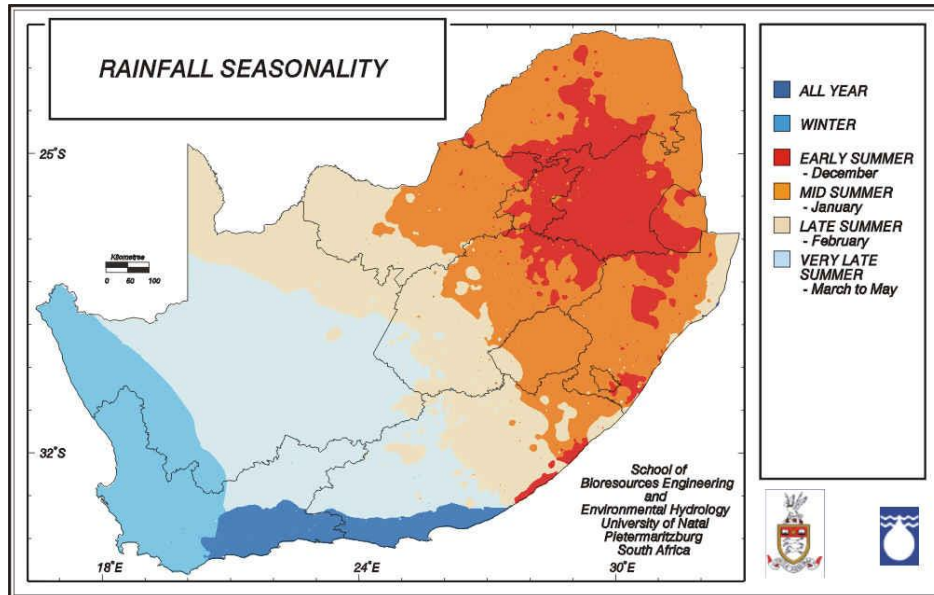 RAINFALL SEASONALITY
ALL YEAR
WINTER
EARLY SUMMER
- December
MID SUMMER
- January
LATE SUMMER
- February
VERY LATE
SUMMER
- March to May
26°S
Kilometres
0 50 100
32°S
School of
Bioresources Engineering
and
Environmental Hydrology
University of Natal
Pietermaritzburg
South Africa
18°E
24°E
30°E